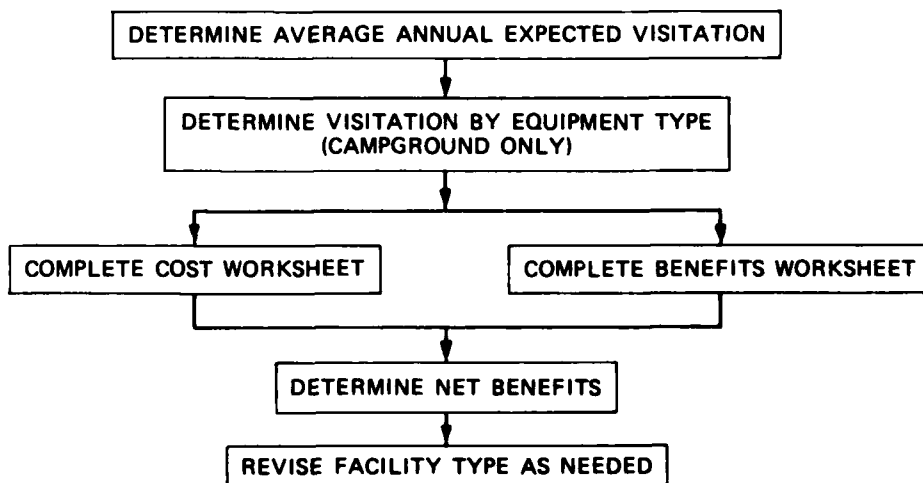 DETERMINE AVERAGE ANNUAL EXPECTED VISITATION
DETERMINE VISITATION BY EQUIPMENT TYPE
(CAMPGROUND ONLY)
COMPLETE COST WORKSHEET
COMPLETE BENEFITS WORKSHEET
DETERMINE NET BENEFITS
REVISE FACILITY TYPE AS NEEDED